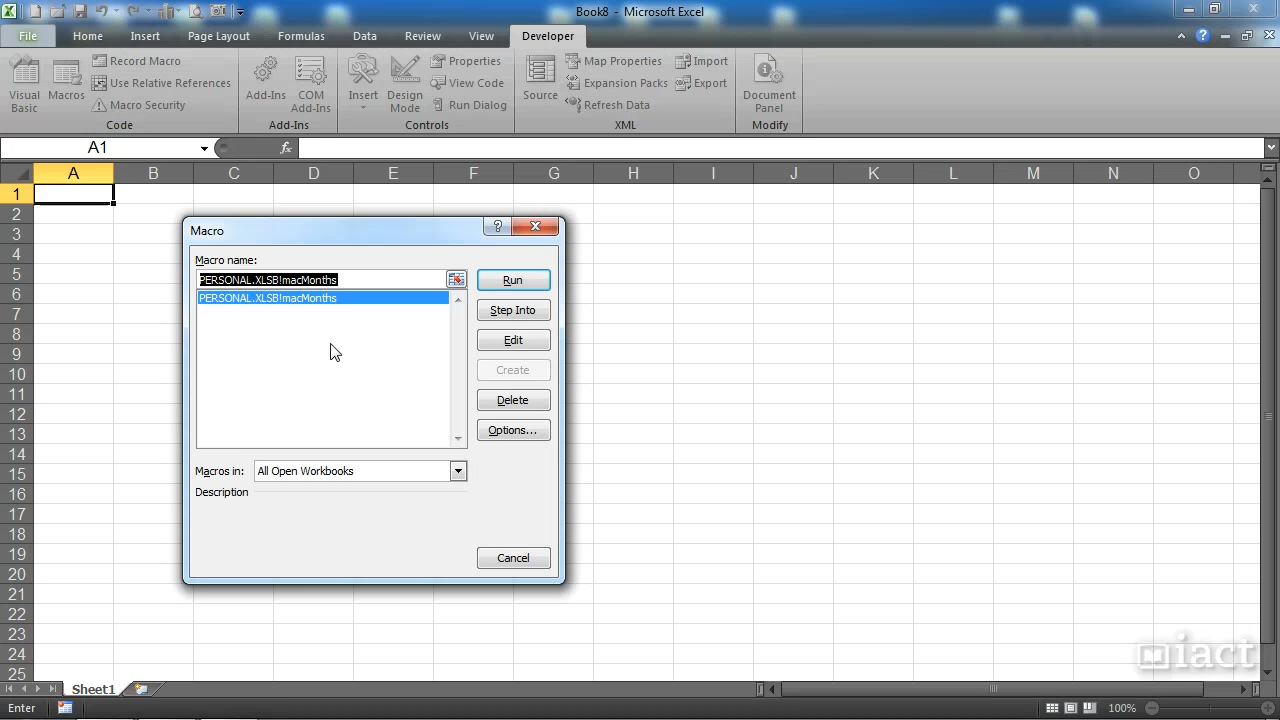 Book8 - Microsoft Excel
File Home Insert Page Layout Formulas Data Review View Developer
Visual Basic
Macros
Record Macro
Use Relative References
Macro Security
Code
Add-Ins
COM Add-Ins
Add-Ins
Insert
Design Mode
Properties
View Code
Run Dialog
Controls
Source
Map Properties
Expansion Packs
Refresh Data
Import
Export
XML
Document Panel
Modify
A1
fx
A B C D E F G H I J K L M N O
1
2
3
4
5
6
7
8
9
10
11
12
13
14
15
16
17
18
19
20
21
22
23
24
25
Macro
?
Macro name:
PERSONAL.XLSB!macMonths
PERSONAL.XLSB!macMonths
Run
Step Into
Edit
Create
Delete
Options...
Macros in: All Open Workbooks
Description
Cancel
iact
Sheet1
Enter
100%